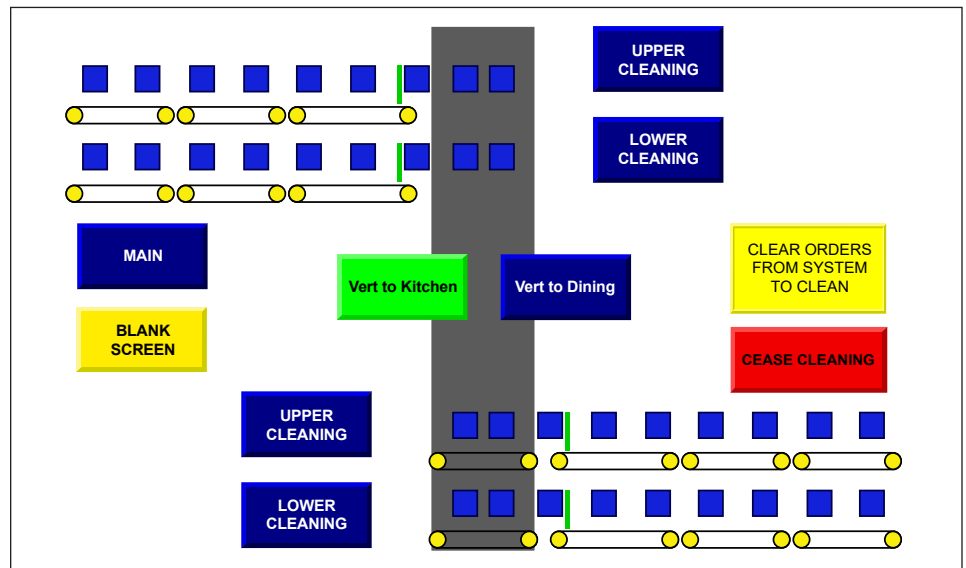 UPPER
CLEANING
LOWER
CLEANING
MAIN
Vert to Kitchen
Vert to Dining
CLEAR ORDERS
FROM SYSTEM
TO CLEAN
BLANK
SCREEN
CEASE CLEANING
UPPER
CLEANING
LOWER
CLEANING